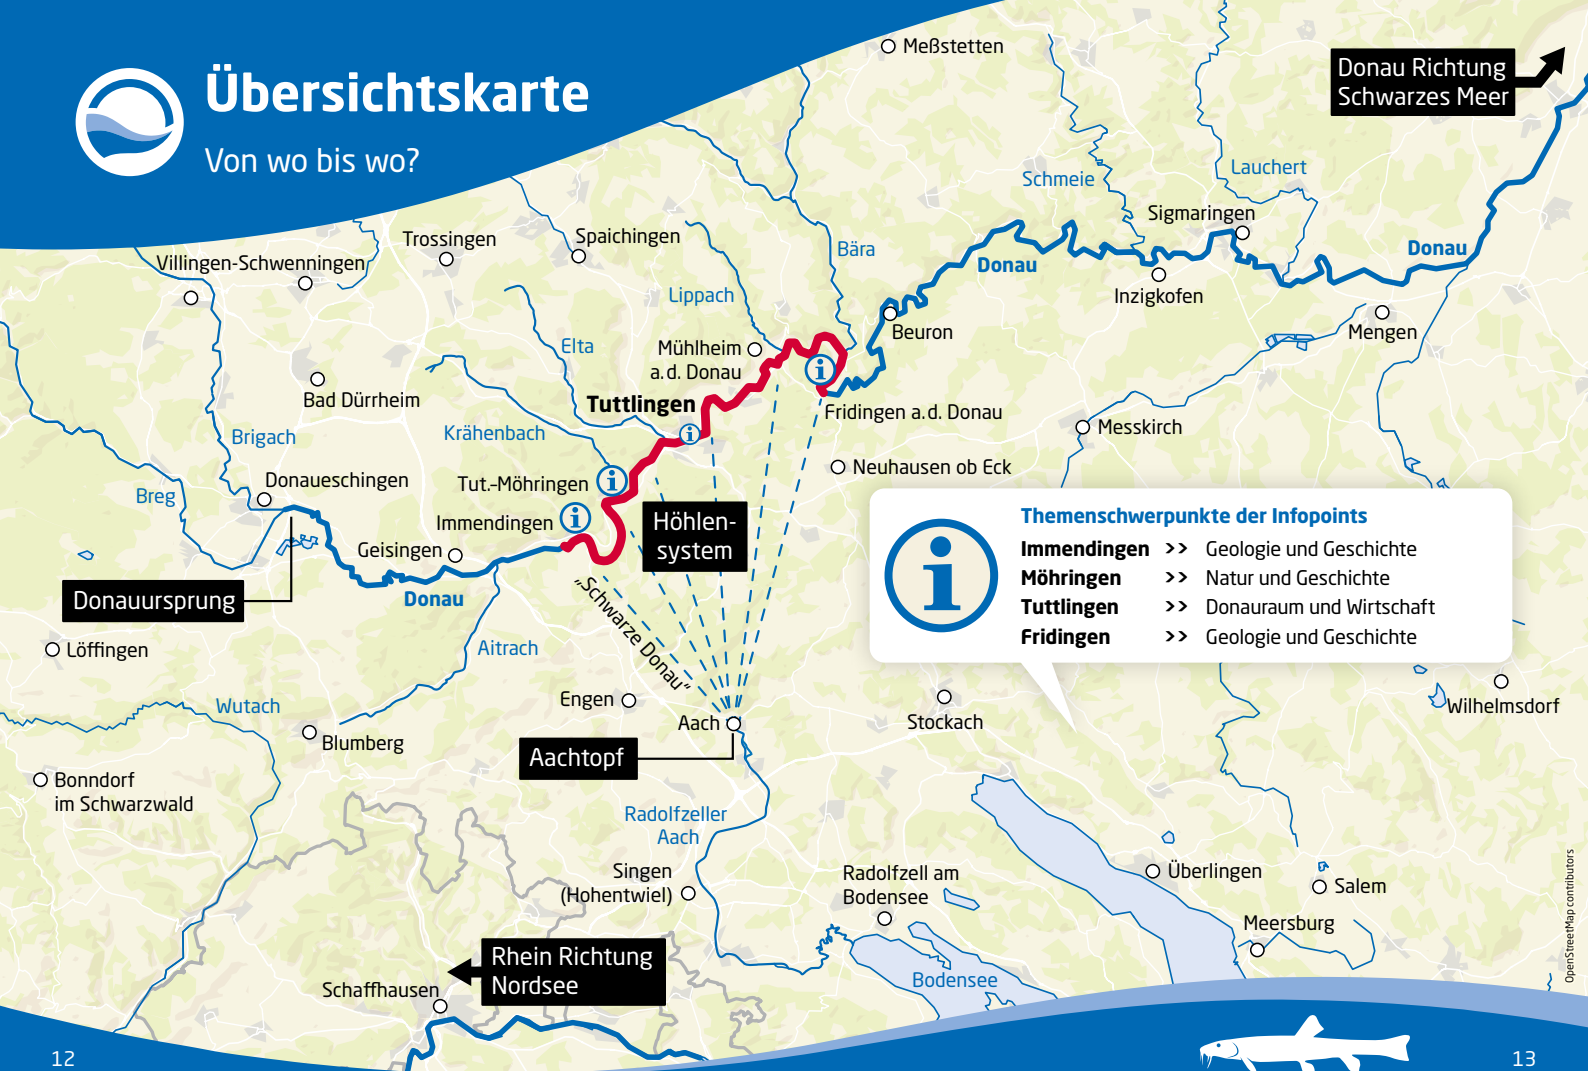 Übersichtskarte
Von wo bis wo?
Meßstetten
Donau Richtung
Schwarzes Meer
Lauchert
Schmeie
Sigmaringen
Trossingen
Spaichingen
Bära
Donau
Donau
Villingen-Schwenningen
Lippach
Inzigkofen
Beuron
Mengen
Elta
Mühlheim
a. d. Donau
Bad Dürrheim
Tuttlingen
Fridingen a. d. Donau
Messkirch
Brigach
Krähenbach
Neuhausen ob Eck
Donaueschingen
Tut.-Möhringen
Breg
Immendingen
Höhlen-
system
Geisingen
Donauursprung
Donau
„Schwarze Donau“
Themenschwerpunkte der Infopoints
Immendingen >> Geologie und Geschichte
Möhringen >> Natur und Geschichte
Tuttlingen >> Donauraum und Wirtschaft
Fridingen >> Geologie und Geschichte
Löffingen
Aitrach
Wutach
Engen
Aach
Stockach
Wilhelmsdorf
Blumberg
Aachtopf
Bonndorf
im Schwarzwald
Radolfzeller
Aach
Singen
(Hohentwiel)
Radolfzell am
Bodensee
Überlingen
Salem
Meersburg
Rhein Richtung
Nordsee
Schaffhausen
Bodensee
OpenStreetMap contributors
12
13